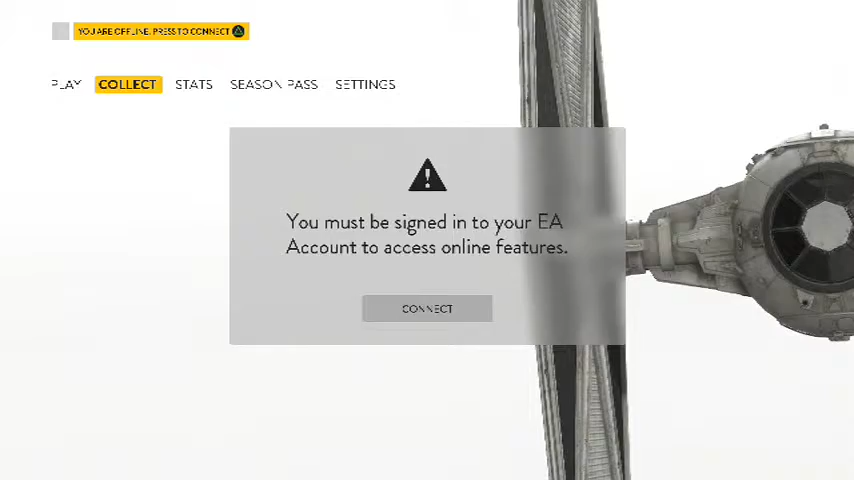 YOU ARE OFFLINE. PRESS TO CONNECT
PLAY COLLECT STATS SEASON PASS SETTINGS
You must be signed in to your EA
Account to access online features.
CONNECT